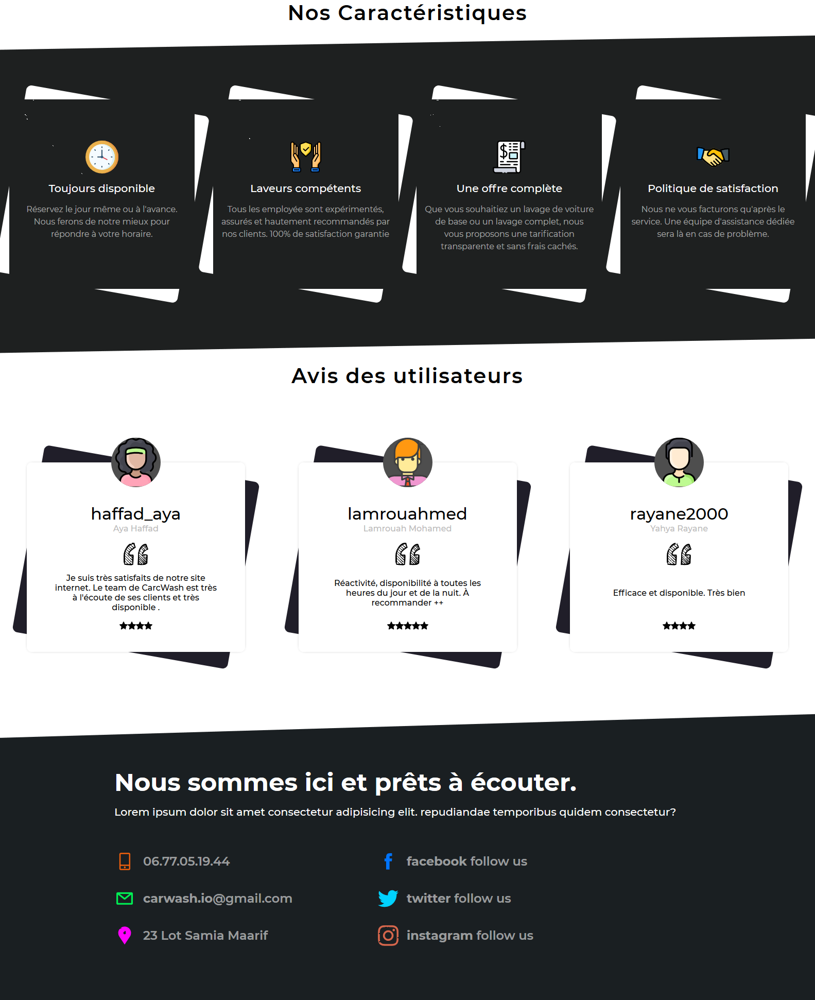 Nos Caractéristiques
Toujours disponible
Réservez le jour même ou à l'avance.
Nous ferons de notre mieux pour
répondre à votre horaire.
Laveurs compétents
Tous les employée sont expérimentés,
assurés et hautement recommandés par
nos clients. 100% de satisfaction garantie
Une offre complète
Que vous souhaitiez un lavage de voiture
de base ou un lavage complet, nous
vous proposons une tarification
transparente et sans frais cachés.
Politique de satisfaction
Nous ne vous facturons qu'après le
service. Une équipe d'assistance dédiée
sera là en cas de problème.
Avis des utilisateurs
haffad_aya
Aya Haffad
Je suis très satisfaits de notre site
internet. Le team de CarcWash est très
à l'écoute de ses clients et très
disponible .
lamrouahmed
Lamrouah Mohamed
Réactivité, disponibilité à toutes les
heures du jour et de la nuit. À
recommander ++
rayane2000
Yahya Rayane
Efficace et disponible. Très bien
Nous sommes ici et prêts à écouter.
Lorem ipsum dolor sit amet consectetur adipisicing elit. repudiandae temporibus quidem consectetur?
06.77.05.19.44
carwash.io@gmail.com
23 Lot Samia Maarif
facebook follow us
twitter follow us
instagram follow us